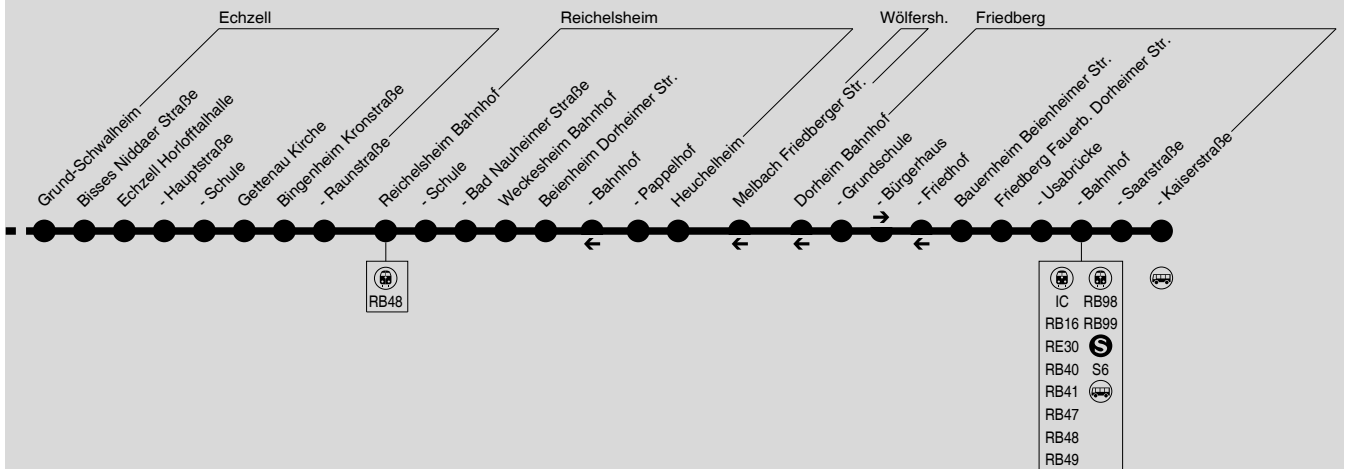 Echzell
Reichelsheim
Wölfersh.
Friedberg
Grund-Schwalheim
Bisses Niddaer Straße
Echzell Horlofftalhalle
- Hauptstraße
- Schule
Gettenau Kirche
Bingenheim Kronstraße
- Raunstraße
Reichelsheim Bahnhof
- Schule
- Bad Nauheimer Straße
Weckesheim Bahnhof
Beienheim Dorheimer Str.
- Bahnhof
- Pappelhof
Heuchelheim
Melbach Friedberger Str.
Dorheim Bahnhof
- Grundschule
- Bürgerhaus
- Friedhof
Bauernheim Beienheimer Str.
Friedberg Fauerb. Dorheimer Str.
- Usabrücke
- Bahnhof
- Saarstraße
- Kaiserstraße
RB48
IC RB98
RB16 RB99
RE30 S
RB40 S6
RB41
RB47
RB48
RB49